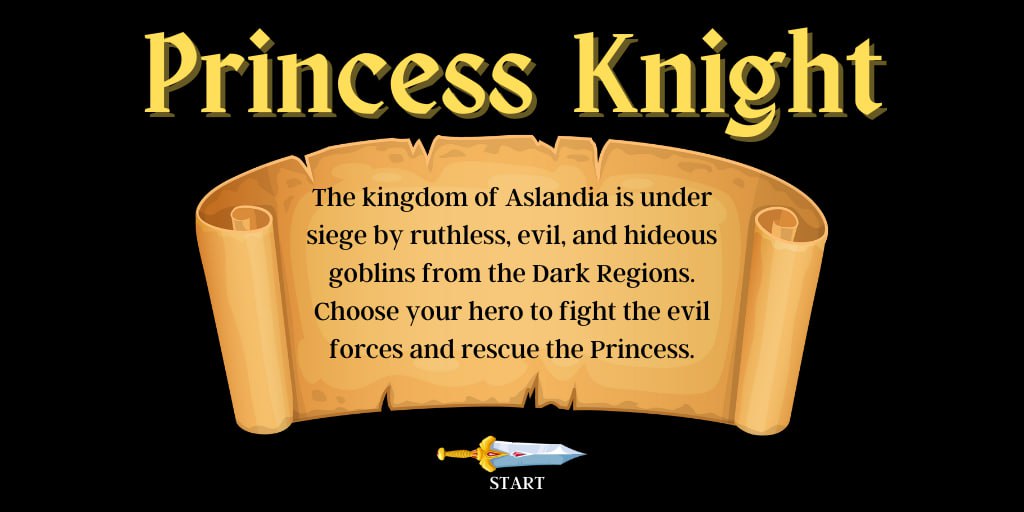 Princess Knight
The kingdom of Aslandia is under
siege by ruthless, evil, and hideous
goblins from the Dark Regions.
Choose your hero to fight the evil
forces and rescue the Princess.
START